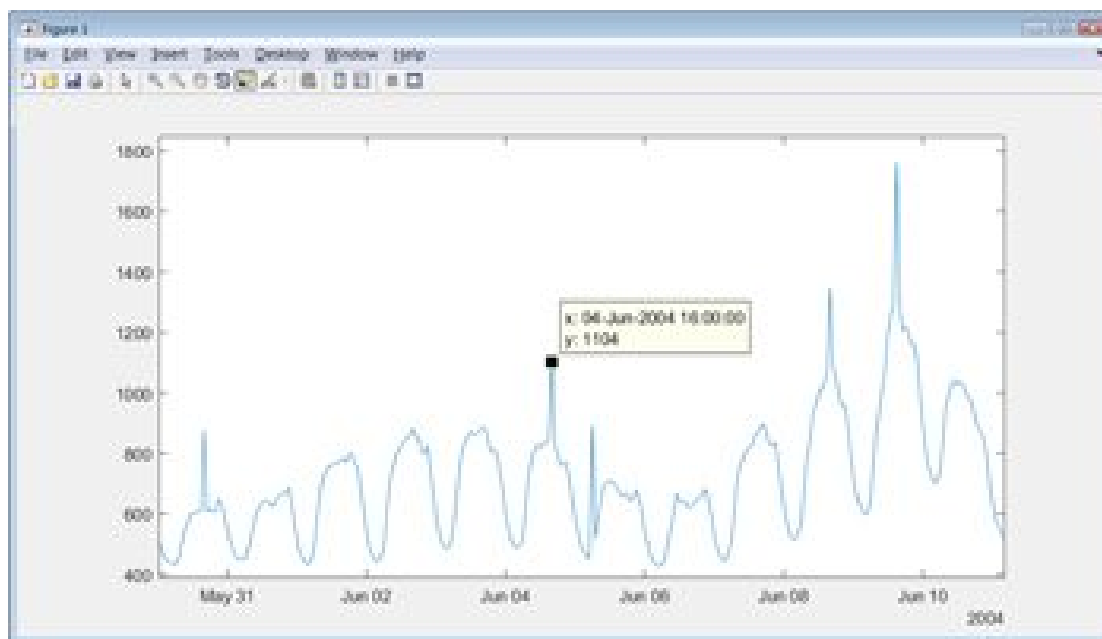 Figure 1
File Edit View Insert Tools Desktop Window Help
1800
1600
1400
x: 04-Jun-2004 16:00:00
1200
y: 1104
1000
800
600
400
May 31 Jun 02 Jun 04 Jun 06 Jun 08 Jun 10
2004